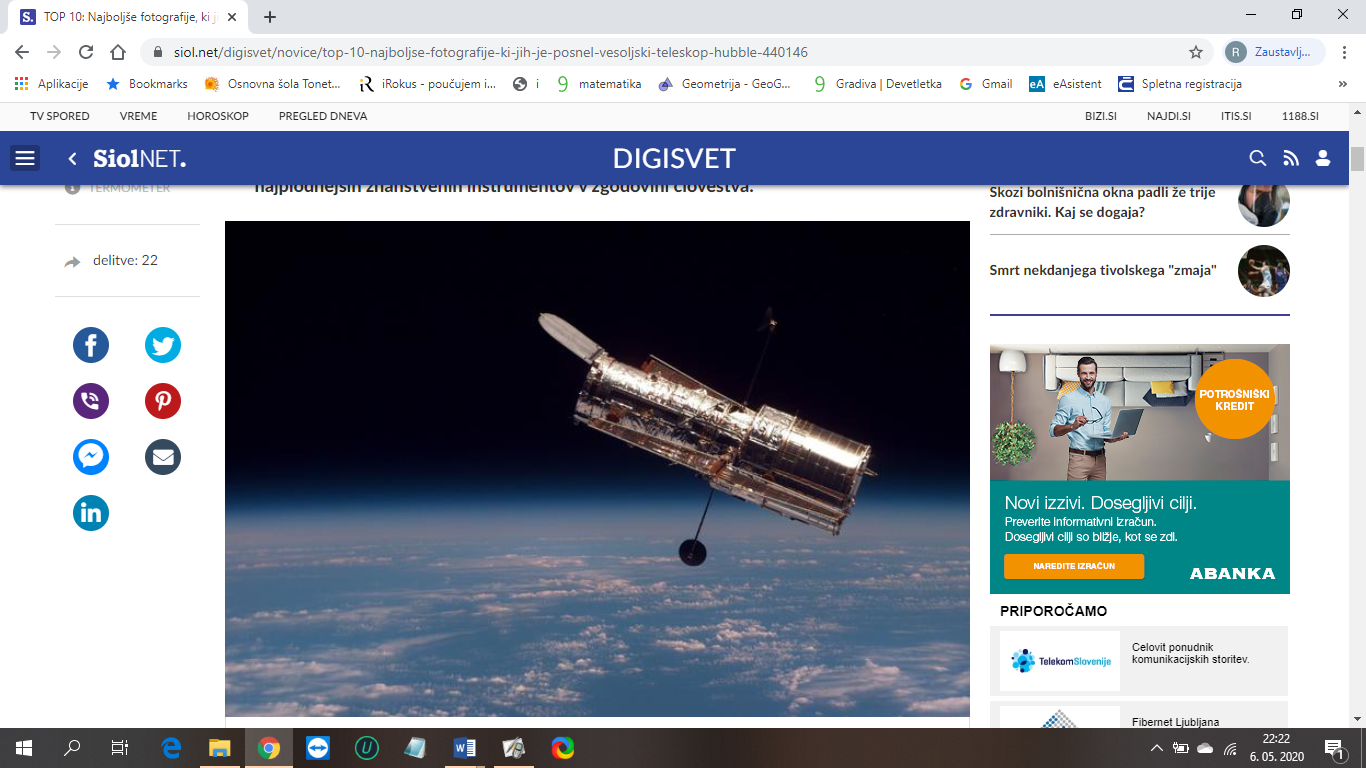 TOP 10: Najboljše fotografije, ki j
siol.net/digisvet/novice/top-10-najboljse-fotografije-ki-jih-je-posnel-vesoljski-teleskop-hubble-440146
R Zaustavlj...
Aplikacije Bookmarks Osnovna šola Tonet... iRokus - poučujem i... i matematika Geometrija - GeoG... Gradiva | Devetletka Gmail eA eAsistent Spletna registracija »
TV SPORED VREME HOROSKOP PREGLED DNEVA BIZI.SI NAJDI.SI ITIS.SI 1188.SI
SiolNET. DIGISVET
TERMOMETER
najplodnejših znanstvenih instrumentov v zgodovini človeštva.
delitve: 22
Skozi bolnišnična okna padli že trije
zdravniki. Kaj se dogaja?
Smrt nekdanjega tivolskega "zmaja"
POTROŠNIŠKI
KREDIT
Novi izzivi. Dosegljivi cilji.
Preverite informativni izračun.
Dosegljivi cilji so bližje, kot se zdi.
NAREDITE IZRAČUN
ABANKA
PRIPOROČAMO
TelekomSlovenije
Celovit ponudnik
komunikacijskih storitev.
Fibernet Ljubljana
22:22
6. 05. 2020
1